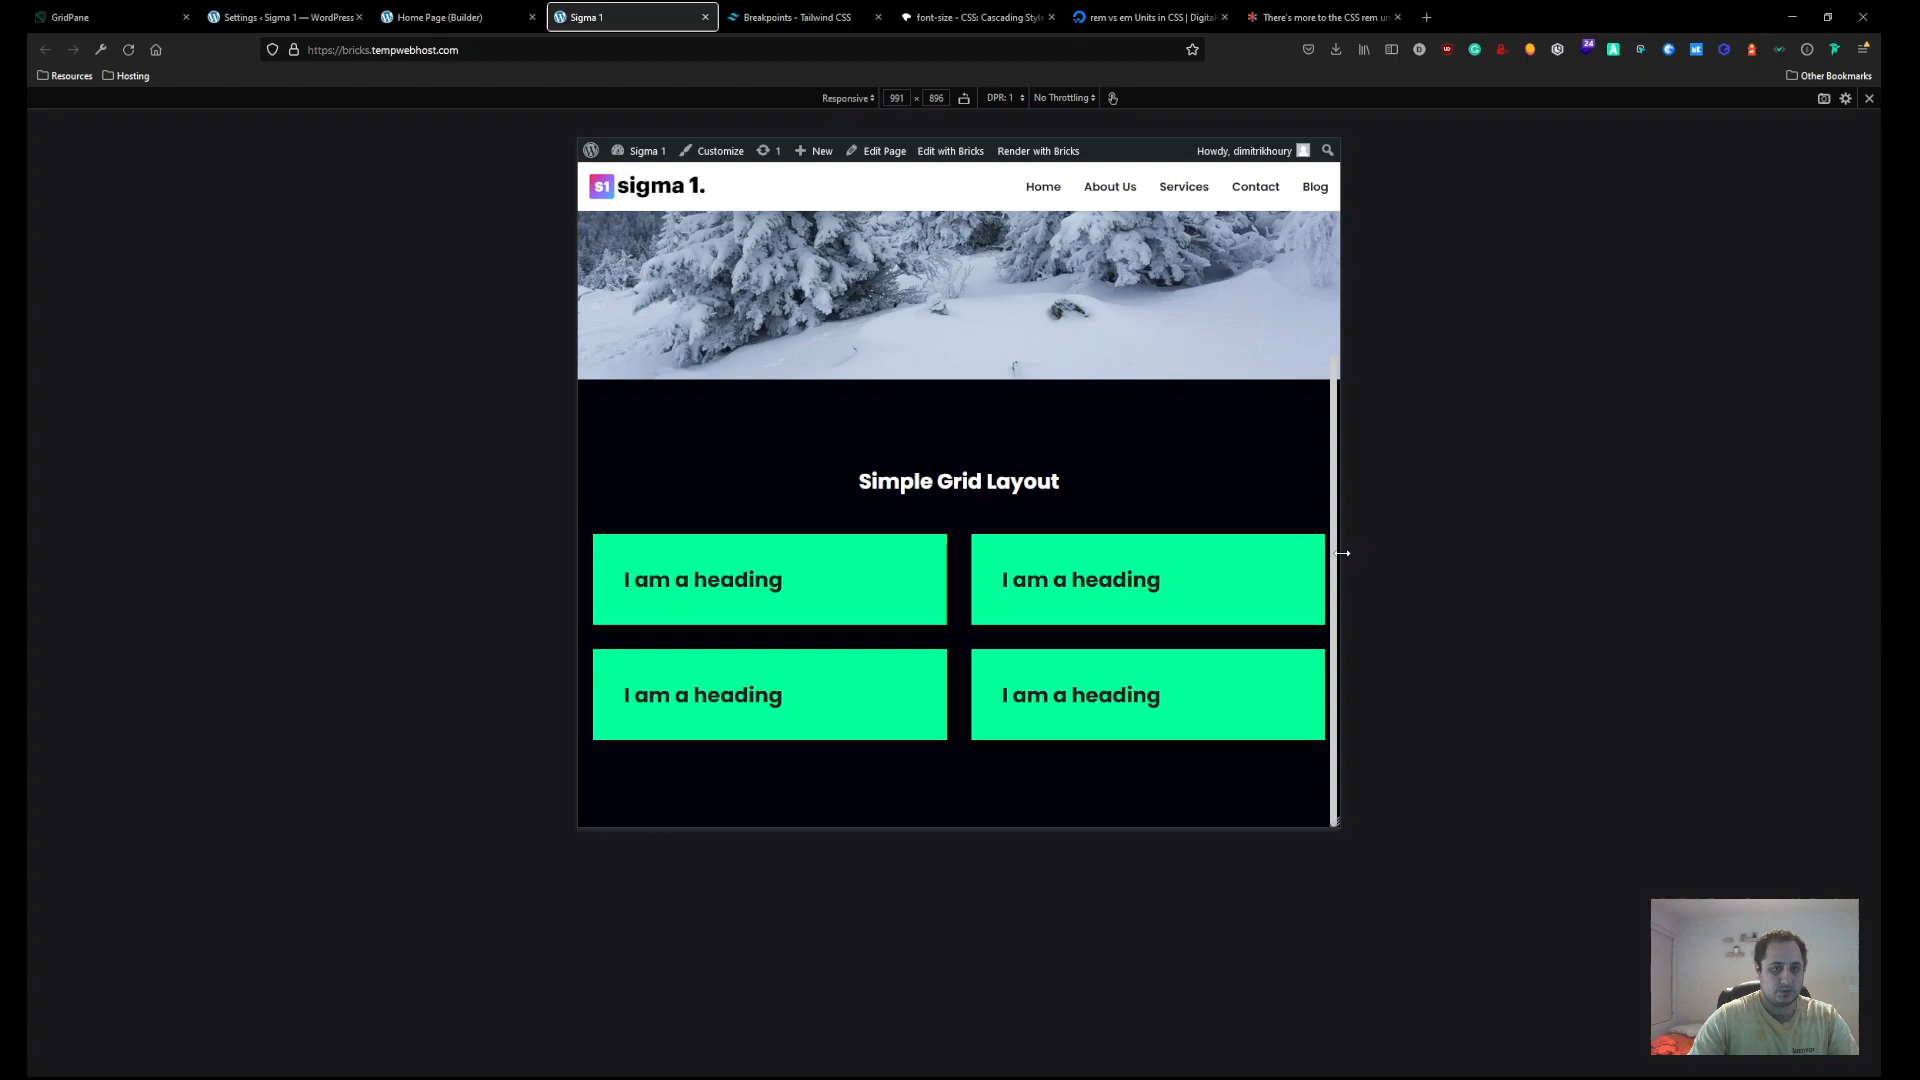 GridPane
Settings ‹ Sigma 1 — WordPress
Home Page (Builder)
Sigma 1
Breakpoints - Tailwind CSS
font-size - CSS: Cascading Style
rem vs em Units in CSS | Digital
There's more to the CSS rem un
https://bricks.tempwebhost.com
24
Resources
Hosting
Other Bookmarks
Responsive
991 × 896
DPR: 1
No Throttling
Sigma 1
Customize
1
New
Edit Page
Edit with Bricks
Render with Bricks
Howdy, dimitrikhoury
S1 sigma 1.
Home
About Us
Services
Contact
Blog
Simple Grid Layout
I am a heading
I am a heading
I am a heading
I am a heading